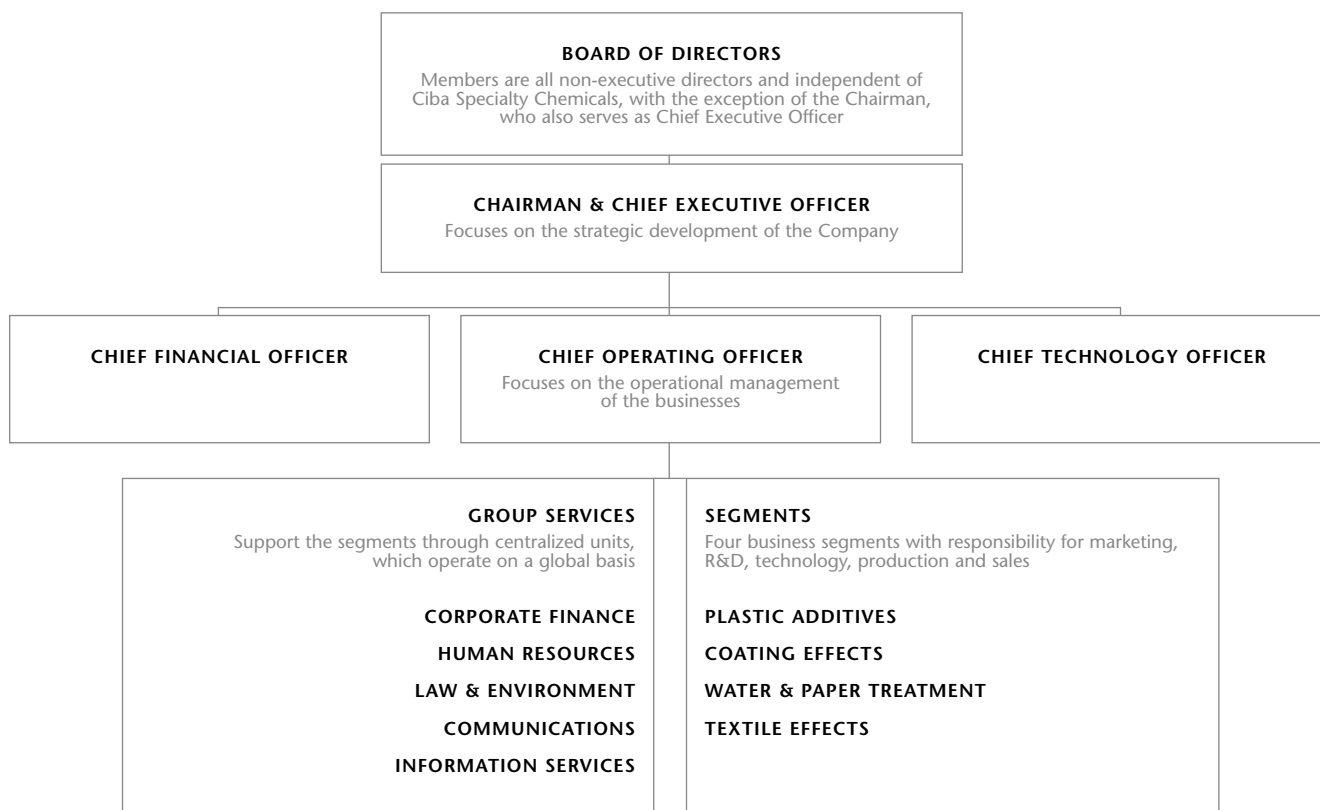 BOARD OF DIRECTORS
Members are all non-executive directors and independent of
Ciba Specialty Chemicals, with the exception of the Chairman,
who also serves as Chief Executive Officer
CHAIRMAN & CHIEF EXECUTIVE OFFICER
Focuses on the strategic development of the Company
CHIEF FINANCIAL OFFICER
CHIEF OPERATING OFFICER
Focuses on the operational management
of the businesses
CHIEF TECHNOLOGY OFFICER
GROUP SERVICES
Support the segments through centralized units,
which operate on a global basis
CORPORATE FINANCE
HUMAN RESOURCES
LAW & ENVIRONMENT
COMMUNICATIONS
INFORMATION SERVICES
SEGMENTS
Four business segments with responsibility for marketing,
R&D, technology, production and sales
PLASTIC ADDITIVES
COATING EFFECTS
WATER & PAPER TREATMENT
TEXTILE EFFECTS